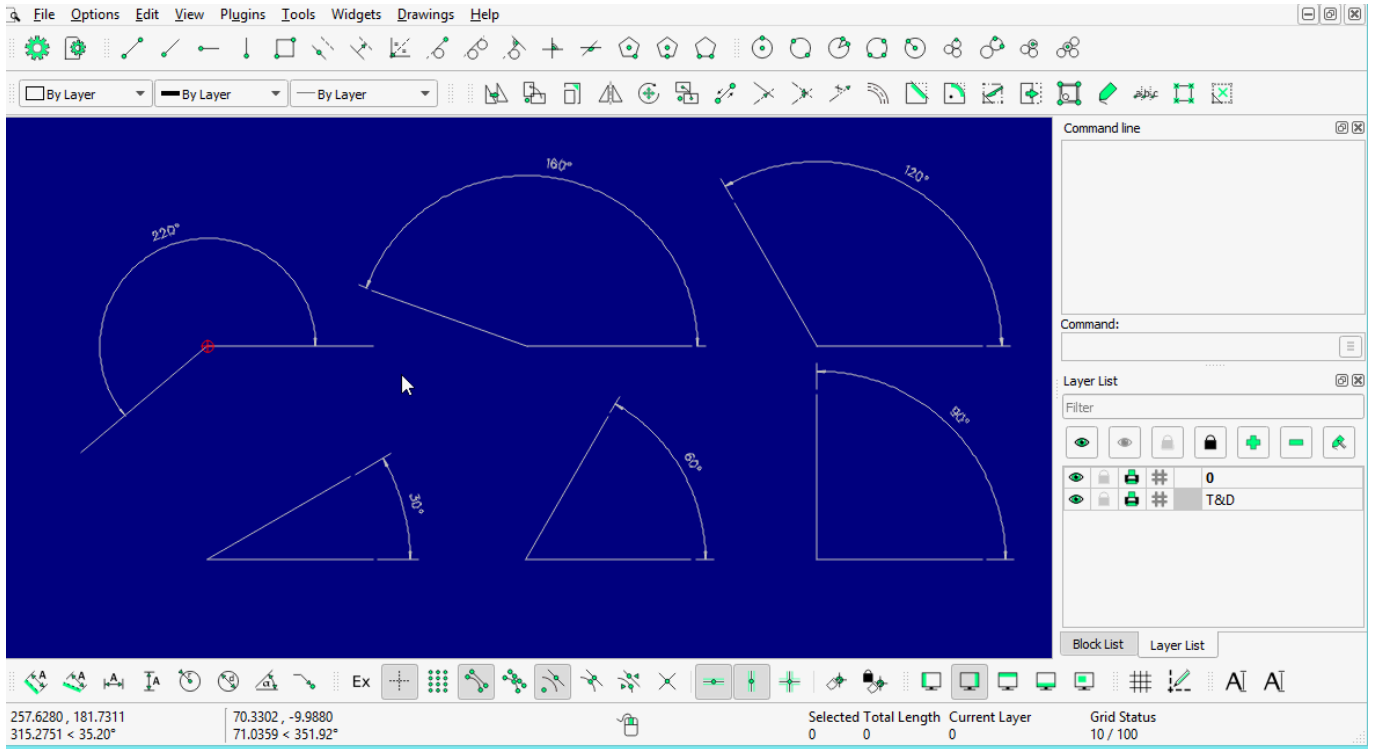 File Options Edit View Plugins Tools Widgets Drawings Help
By Layer By Layer By Layer
Command line
160°
120°
220°
Command:
Layer List
Filter
90°
60°
30°
0
T&D
Block List Layer List
Ex
257.6280 , 181.7311 70.3302 , -9.9880 Selected Total Length Current Layer Grid Status
315.2751 < 35.20° 71.0359 < 351.92° 0 0 0 10 / 100